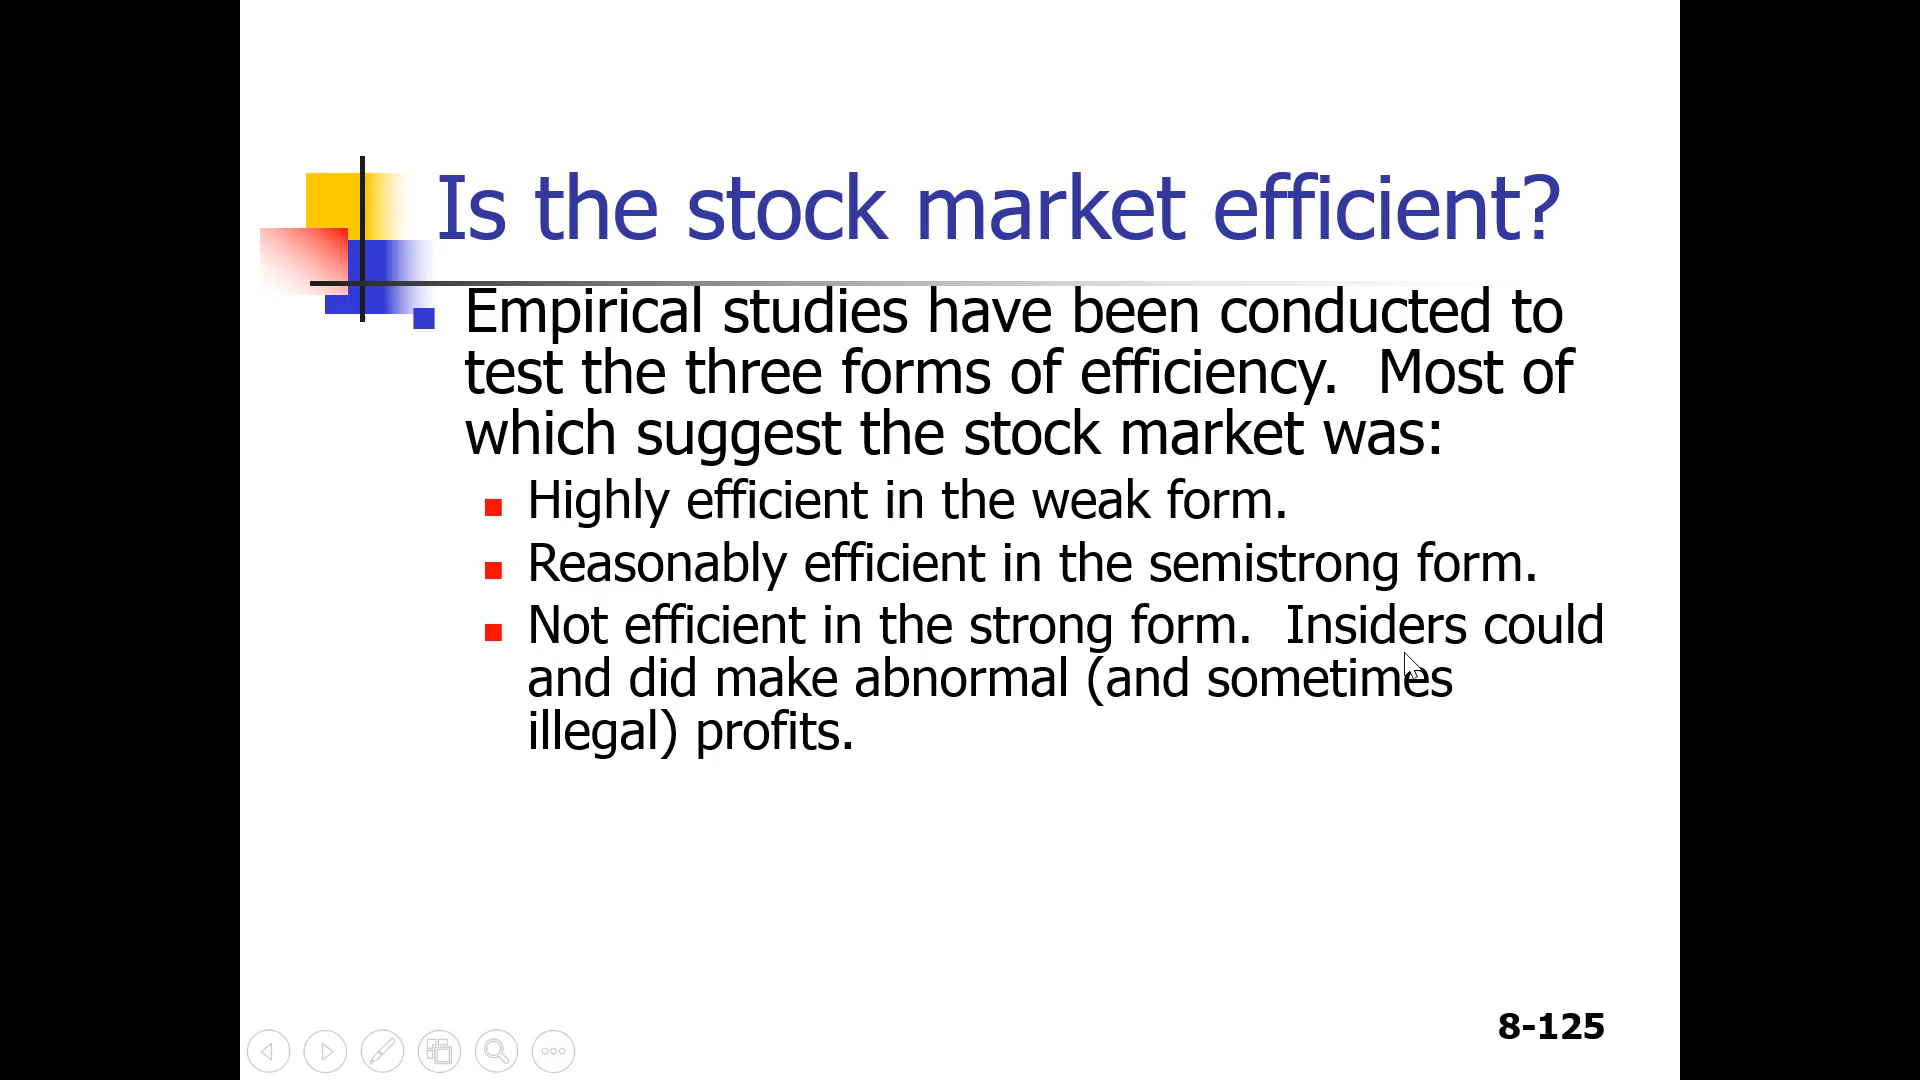 Is the stock market efficient?
Empirical studies have been conducted to
test the three forms of efficiency.  Most of
which suggest the stock market was:
Highly efficient in the weak form.
Reasonably efficient in the semistrong form.
Not efficient in the strong form.  Insiders could
and did make abnormal (and sometimes
illegal) profits.
8-125